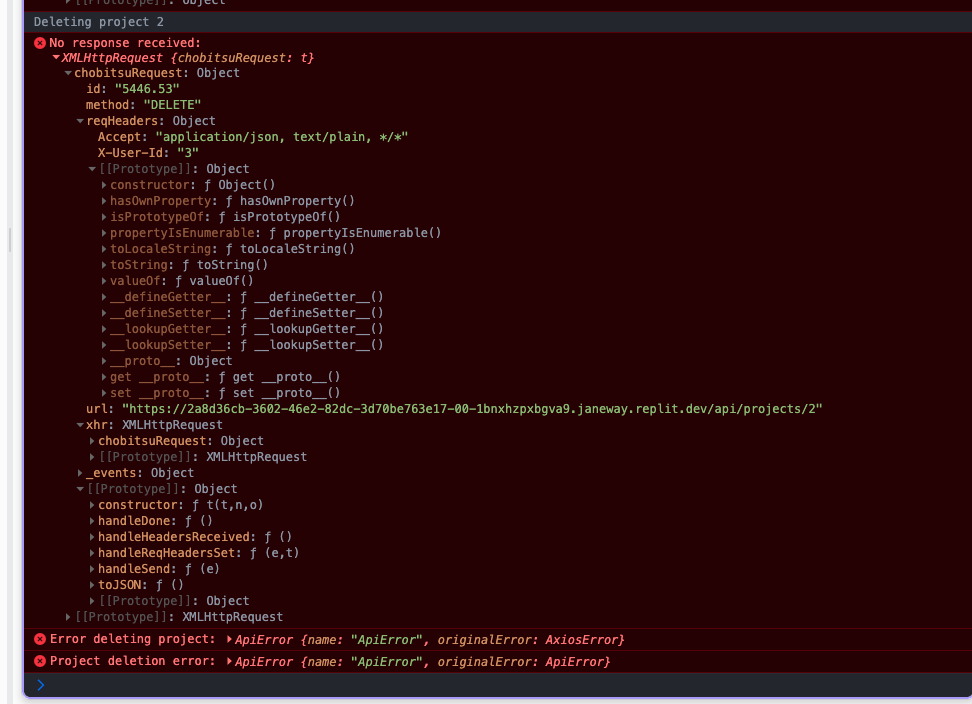 [[Prototype]]: Object
Deleting project 2
No response received:
XMLHttpRequest {chobitsuRequest: t}
chobitsuRequest: Object
id: "5446.53"
method: "DELETE"
reqHeaders: Object
Accept: "application/json, text/plain, */*"
X-User-Id: "3"
[[Prototype]]: Object
constructor: ƒ Object()
hasOwnProperty: ƒ hasOwnProperty()
isPrototypeOf: ƒ isPrototypeOf()
propertyIsEnumerable: ƒ propertyIsEnumerable()
toLocaleString: ƒ toLocaleString()
toString: ƒ toString()
valueOf: ƒ valueOf()
__defineGetter__: ƒ __defineGetter__()
__defineSetter__: ƒ __defineSetter__()
__lookupGetter__: ƒ __lookupGetter__()
__lookupSetter__: ƒ __lookupSetter__()
__proto__: Object
get __proto__: ƒ get __proto__()
set __proto__: ƒ set __proto__()
url: "https://2a8d36cb-3602-46e2-82dc-3d70be763e17-00-1bnxhzpxbgva9.janeway.replit.dev/api/projects/2"
xhr: XMLHttpRequest
chobitsuRequest: Object
[[Prototype]]: XMLHttpRequest
_events: Object
[[Prototype]]: Object
constructor: ƒ t(t,n,o)
handleDone: ƒ ()
handleHeadersReceived: ƒ ()
handleReqHeadersSet: ƒ (e,t)
handleSend: ƒ (e)
toJSON: ƒ ()
[[Prototype]]: Object
[[Prototype]]: XMLHttpRequest
Error deleting project: ApiError {name: "ApiError", originalError: AxiosError}
Project deletion error: ApiError {name: "ApiError", originalError: ApiError}